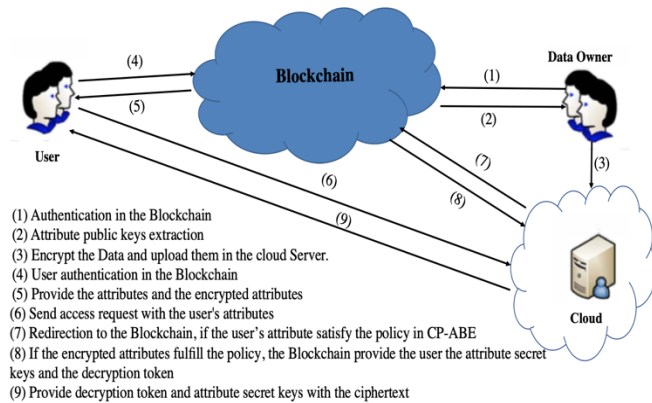 (4)
Blockchain
Data Owner
(1)
(5)
(2)
User
(3)
(7)
(6)
(8)
(9)
Cloud
(1) Authentication in the Blockchain
(2) Attribute public keys extraction
(3) Encrypt the Data and upload them in the cloud Server.
(4) User authentication in the Blockchain
(5) Provide the attributes and the encrypted attributes
(6) Send access request with the user's attributes
(7) Redirection to the Blockchain, if the user's attribute satisfy the policy in CP-ABE
(8) If the encrypted attributes fulfill the policy, the Blockchain provide the user the attribute secret
keys and the decryption token
(9) Provide decryption token and attribute secret keys with the ciphertext